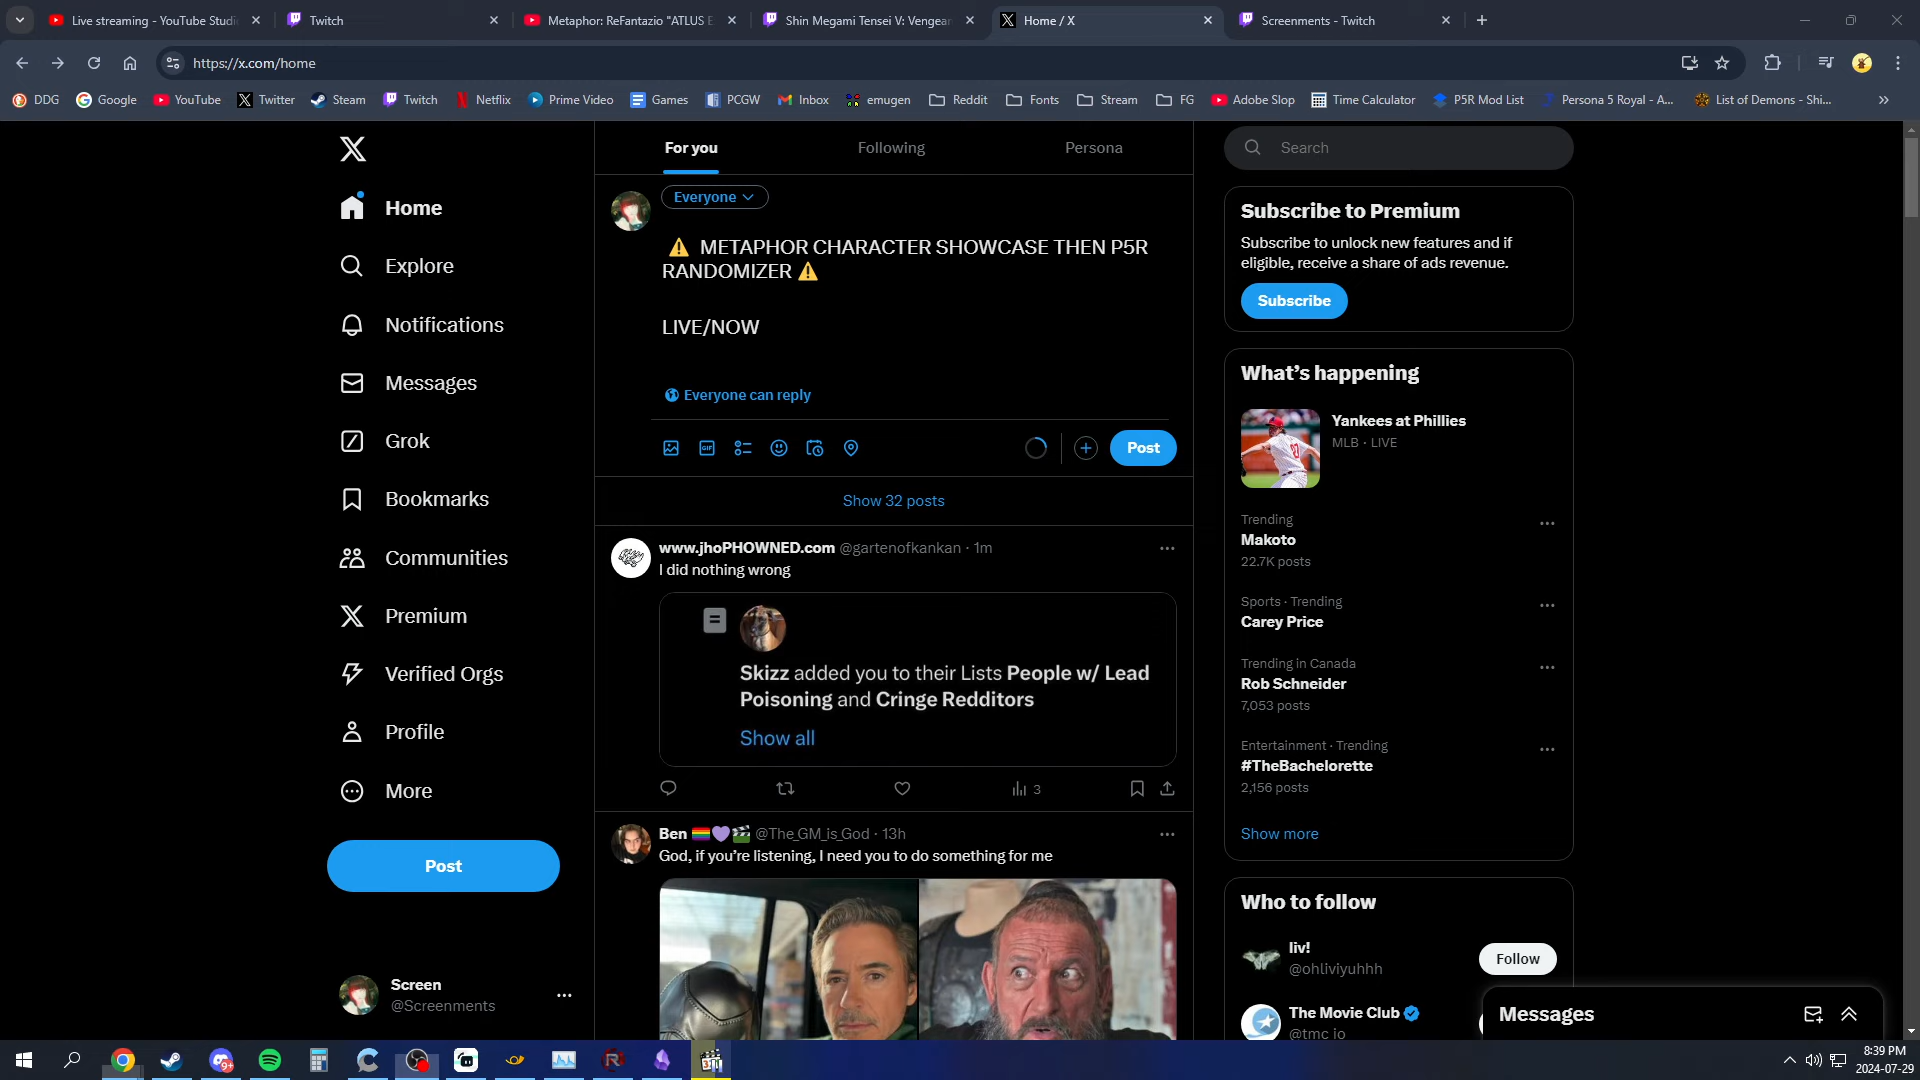 Live streaming - YouTube Studi
Twitch
Metaphor: ReFantazio "ATLUS E
Shin Megami Tensei V: Vengean
Home / X
Screenments - Twitch
https://x.com/home
DDG
Google
YouTube
Twitter
Steam
Twitch
Netflix
Prime Video
Games
PCGW
Inbox
emugen
Reddit
Fonts
Stream
FG
Adobe Slop
Time Calculator
P5R Mod List
Persona 5 Royal - A...
List of Demons - Shi...
Home
Explore
Notifications
Messages
Grok
Bookmarks
Communities
Premium
Verified Orgs
Profile
More
Post
Screen
@Screenments
For you
Following
Persona
Everyone
⚠️ METAPHOR CHARACTER SHOWCASE THEN P5R
RANDOMIZER ⚠️
LIVE/NOW
Everyone can reply
GIF
Post
Show 32 posts
www.jhoPHOWNED.com @gartenofkankan · 1m
I did nothing wrong
Skizz added you to their Lists People w/ Lead
Poisoning and Cringe Redditors
Show all
3
Ben 🏳️‍🌈💜🎬 @The_GM_is_God · 13h
God, if you're listening, I need you to do something for me
Search
Subscribe to Premium
Subscribe to unlock new features and if
eligible, receive a share of ads revenue.
Subscribe
What's happening
Yankees at Phillies
MLB · LIVE
Trending
Makoto
22.7K posts
Sports · Trending
Carey Price
Trending in Canada
Rob Schneider
7,053 posts
Entertainment · Trending
#TheBachelorette
2,156 posts
Show more
Who to follow
liv!
@ohliviyuhhh
Follow
The Movie Club
@tmc_io
Messages
9+
8:39 PM
2024-07-29